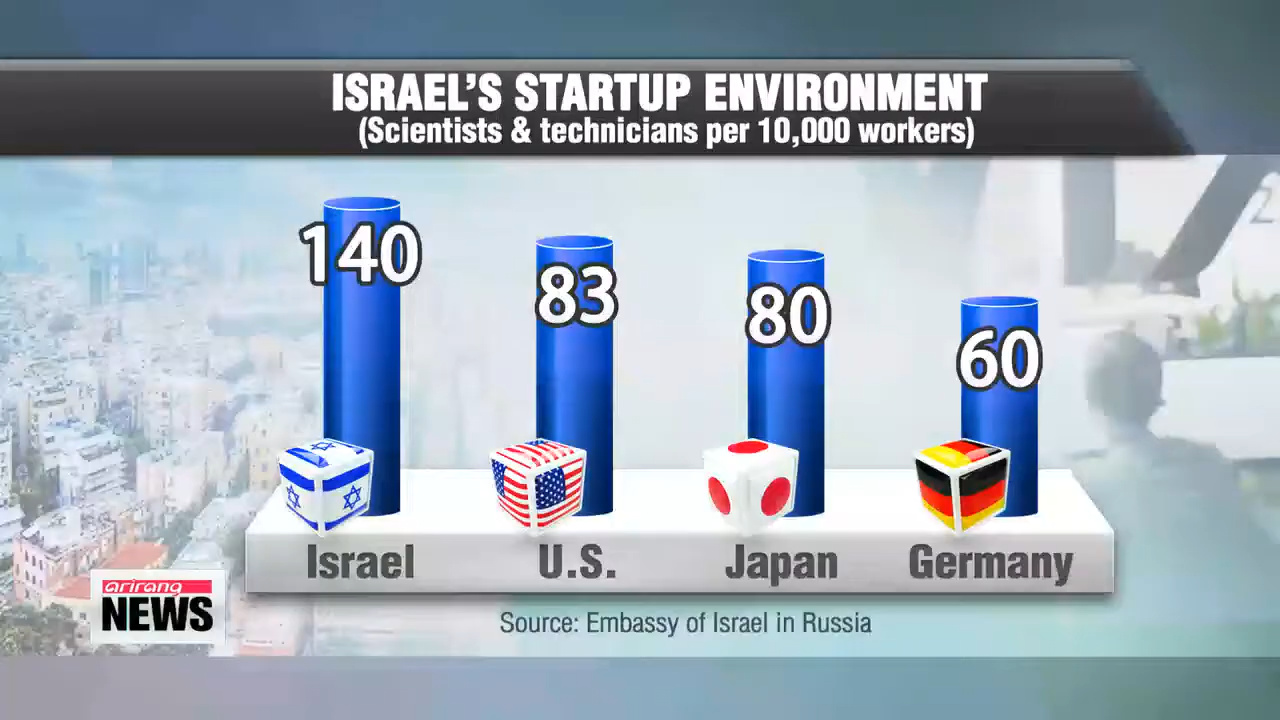 ISRAEL'S STARTUP ENVIRONMENT
(Scientists & technicians per 10,000 workers)
140
83
80
60
Israel
U.S.
Japan
Germany
arirang
NEWS
Source: Embassy of Israel in Russia
2